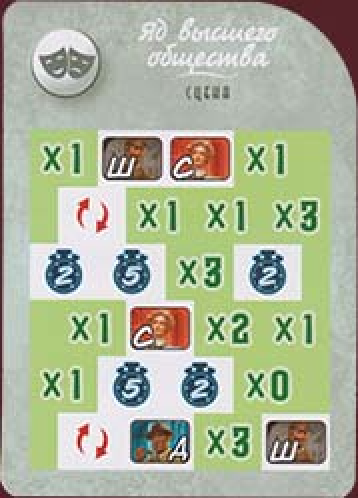 Яд высшего
общества
СЦЕНА
x1 Ш С x1
x1 x1 x3
2 5 x3 2
x1 С x2 x1
x1 5 2 x0
А x3 Ш